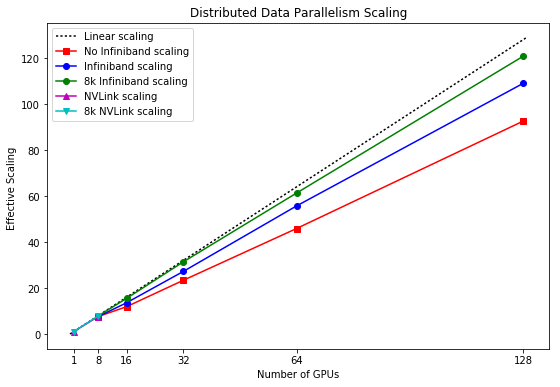 Distributed Data Parallelism Scaling
Linear scaling
No Infiniband scaling
Infiniband scaling
8k Infiniband scaling
NVLink scaling
8k NVLink scaling
Effective Scaling
120
100
80
60
40
20
0
1 8 16 32 64 128
Number of GPUs